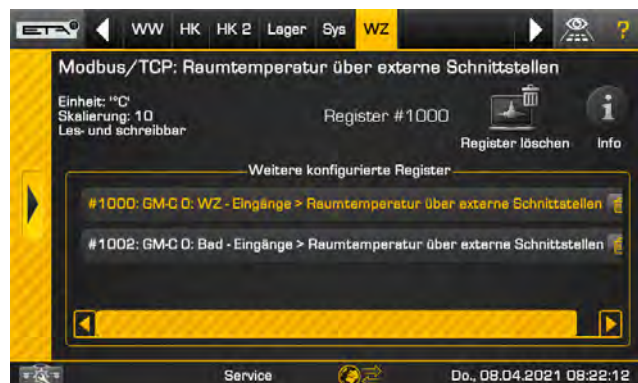 ETA WW HK HK 2 Lager Sys WZ ?
Modbus/TCP: Raumtemperatur über externe Schnittstellen
Einheit: "°C"
Skalierung: 10
Les- und schreibbar
Register #1000
Register löschen
i
Info
Weitere konfigurierte Register
#1000: GM-C 0: WZ - Eingänge > Raumtemperatur über externe Schnittstellen
#1002: GM-C 0: Bad - Eingänge > Raumtemperatur über externe Schnittstellen
Service Do., 08.04.2021 08:22:12